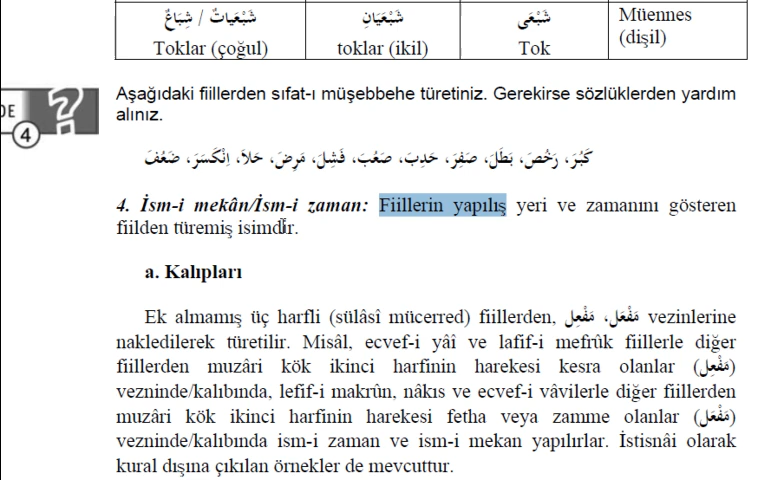 شَبْعَيَاتٌ / شِبَاعٌ شَبْعَيَانِ شَبْعَى Müennes
Toklar (çoğul) toklar (ikil) Tok (dişil)
DE
4
Aşağıdaki fiillerden sıfat-ı müşebbehe türetiniz. Gerekirse sözlüklerden yardım
alınız.
كَبُرَ، رَخُصَ، بَطَلَ، صَفِرَ، حَدِبَ، صَعُبَ، فَشِلَ، مَرِضَ، حَلاَ، اِنْكَسَرَ، ضَعُفَ
4. İsm-i mekân/İsm-i zaman: Fiillerin yapılış yeri ve zamanını gösteren
fiilden türemiş isimdir.
a. Kalıpları
Ek almamış üç harfli (sülâsî mücerred) fiillerden, مَفْعَل، مَفْعِل vezinlerine
nakledilerek türetilir. Misâl, ecvef-i yâî ve lafif-i mefrûk fiillerle diğer
fiillerden muzâri kök ikinci harfinin harekesi kesra olanlar (مَفْعِل)
vezninde/kalıbında, lefif-i makrûn, nâkıs ve ecvef-i vâvilerle diğer fiillerden
muzâri kök ikinci harfinin harekesi fetha veya zamme olanlar (مَفْعَل)
vezninde/kalıbında ism-i zaman ve ism-i mekan yapılırlar. İstisnâi olarak
kural dışına çıkılan örnekler de mevcuttur.